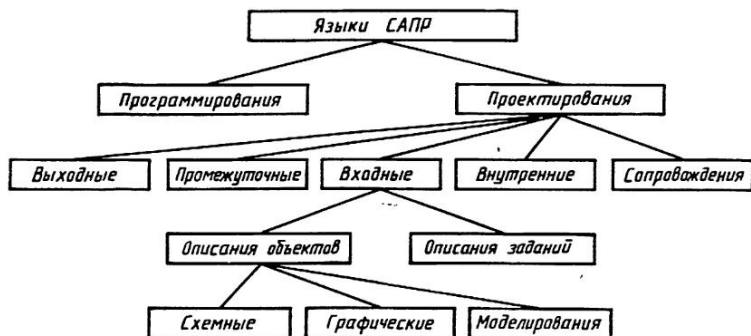 Языки САПР
Программирования
Проектирования
Выходные
Промежуточные
Входные
Внутренние
Сопровождения
Описания объектов
Описания заданий
Схемные
Графические
Моделирования